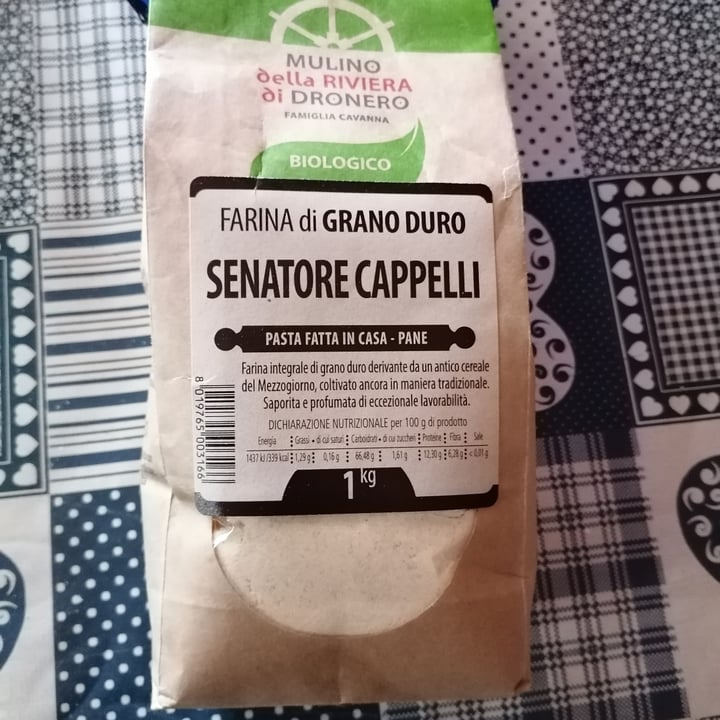 MULINO
della RIVIERA
di DRONERO
FAMIGLIA CAVANNA
BIOLOGICO
FARINA di GRANO DURO
SENATORE CAPPELLI
PASTA FATTA IN CASA - PANE
Farina integrale di grano duro derivante da un antico cereale
del Mezzogiorno, coltivato ancora in maniera tradizionale.
Saporita e profumata di eccezionale lavorabilità.
DICHIARAZIONE NUTRIZIONALE per 100 g di prodotto
Energia Grassi - di cui saturi Carboidrati - di cui zuccheri Proteine Fibra Sale
1437 kJ/339 kcal 1,29 g 0,16 g 66,48 g 1,61 g 12,30 g 6,28 g < 0,01 g
1 kg
8 019765 003166